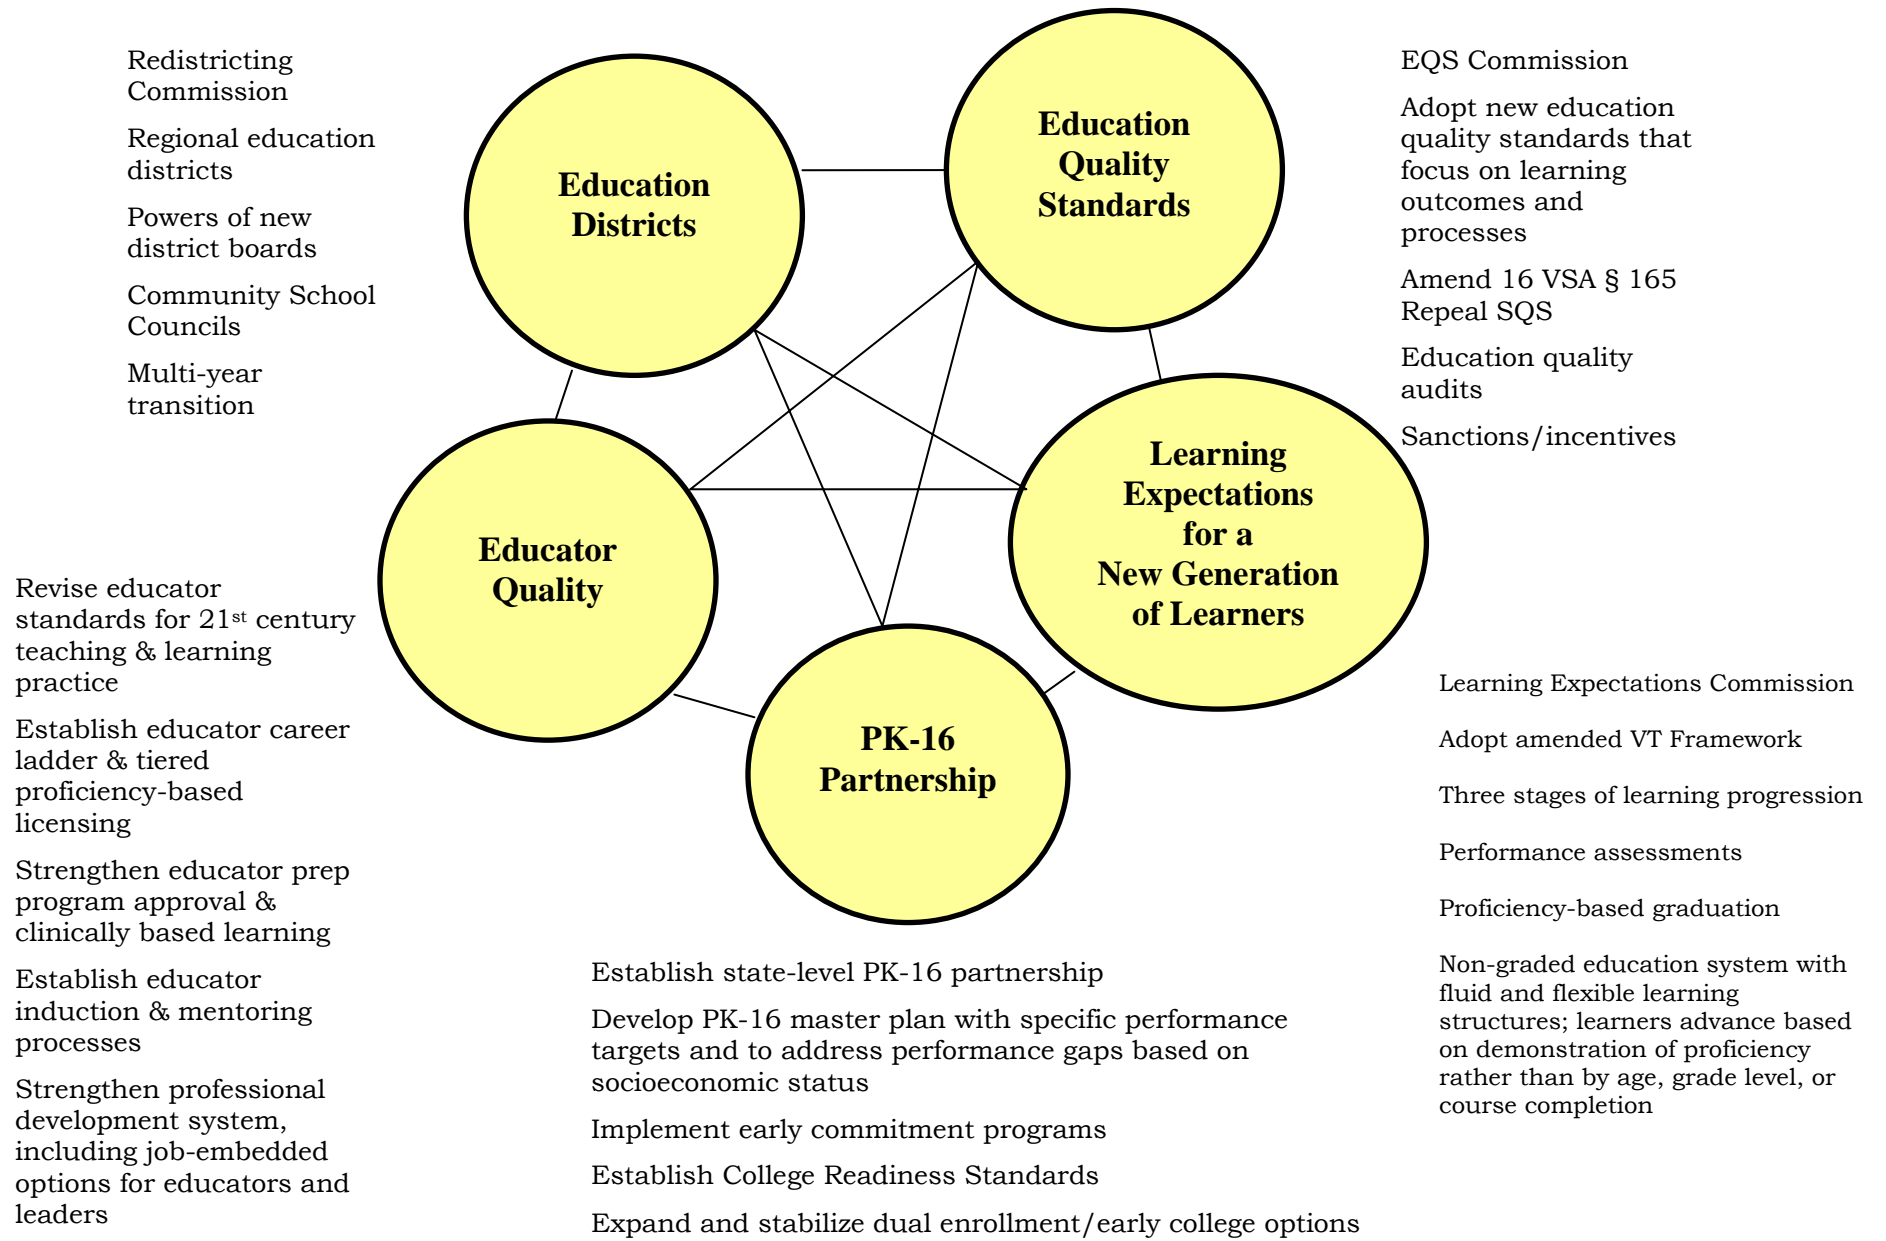 Redistricting
Commission
Regional education
districts
Powers of new
district boards
Community School
Councils
Multi-year
transition
Education
Districts
Education
Quality
Standards
EQS Commission
Adopt new education
quality standards that
focus on learning
outcomes and
processes
Amend 16 VSA § 165
Repeal SQS
Education quality
audits
Sanctions/incentives
Educator
Quality
Learning
Expectations
for a
New Generation
of Learners
PK-16
Partnership
Revise educator
standards for 21st century
teaching & learning
practice
Establish educator career
ladder & tiered
proficiency-based
licensing
Strengthen educator prep
program approval &
clinically based learning
Establish educator
induction & mentoring
processes
Strengthen professional
development system,
including job-embedded
options for educators and
leaders
Establish state-level PK-16 partnership
Develop PK-16 master plan with specific performance
targets and to address performance gaps based on
socioeconomic status
Implement early commitment programs
Establish College Readiness Standards
Expand and stabilize dual enrollment/early college options
Learning Expectations Commission
Adopt amended VT Framework
Three stages of learning progression
Performance assessments
Proficiency-based graduation
Non-graded education system with
fluid and flexible learning
structures; learners advance based
on demonstration of proficiency
rather than by age, grade level, or
course completion